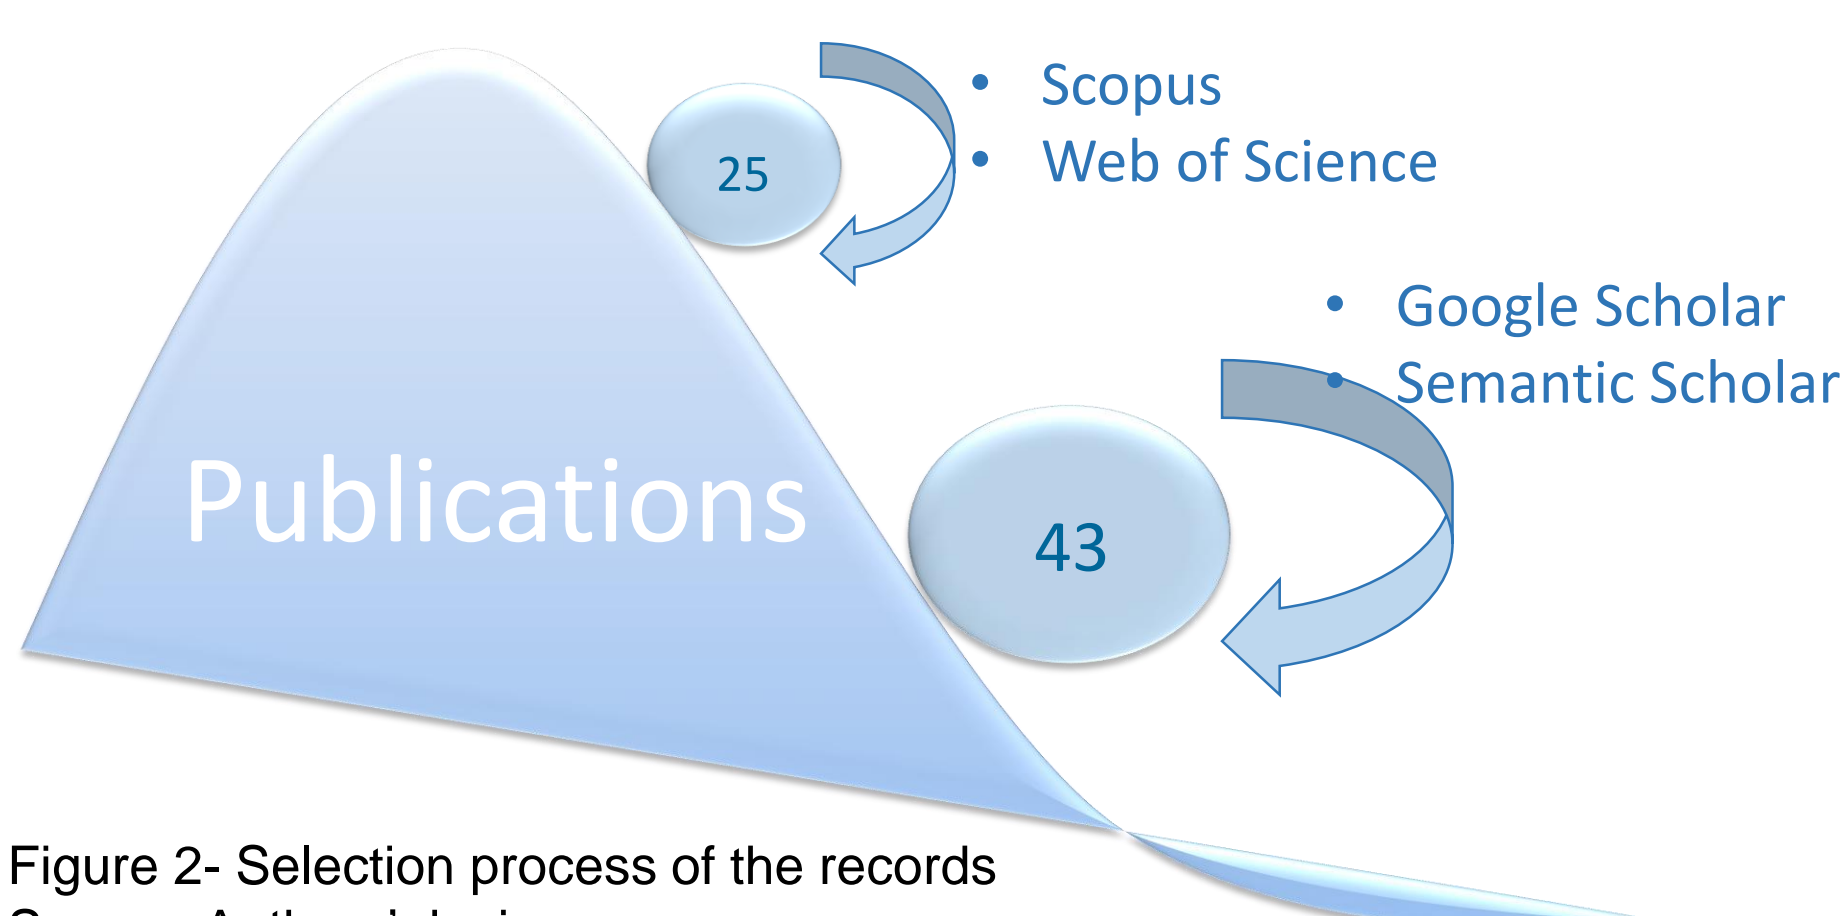 • Scopus
• Web of Science
25
• Google Scholar
• Semantic Scholar
43
Publications
Figure 2- Selection process of the records